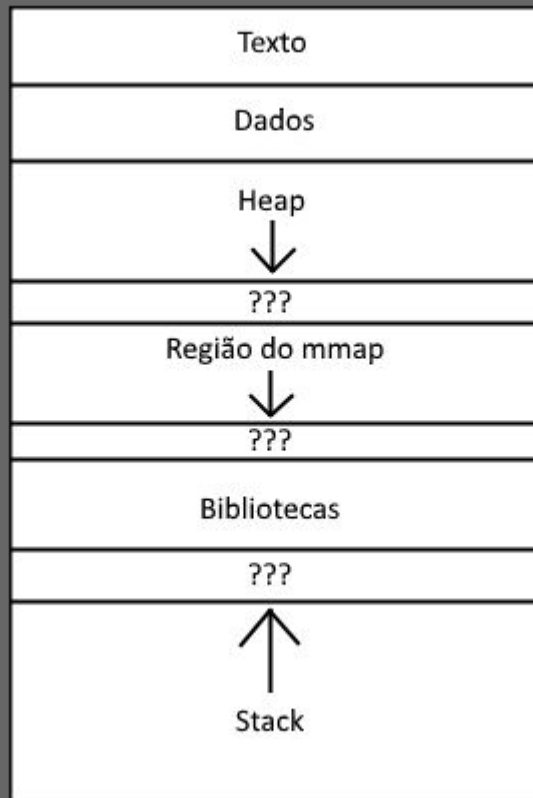 Texto
Dados
Heap
???
Região do mmap
???
Bibliotecas
???
Stack